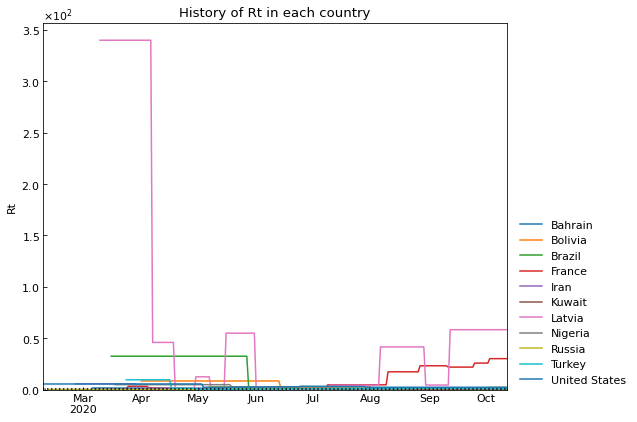 History of Rt in each country
×10²
3.5
3.0
2.5
2.0
1.5
1.0
0.5
0.0
Rt
Mar Apr May Jun Jul Aug Sep Oct
2020
Bahrain
Bolivia
Brazil
France
Iran
Kuwait
Latvia
Nigeria
Russia
Turkey
United States